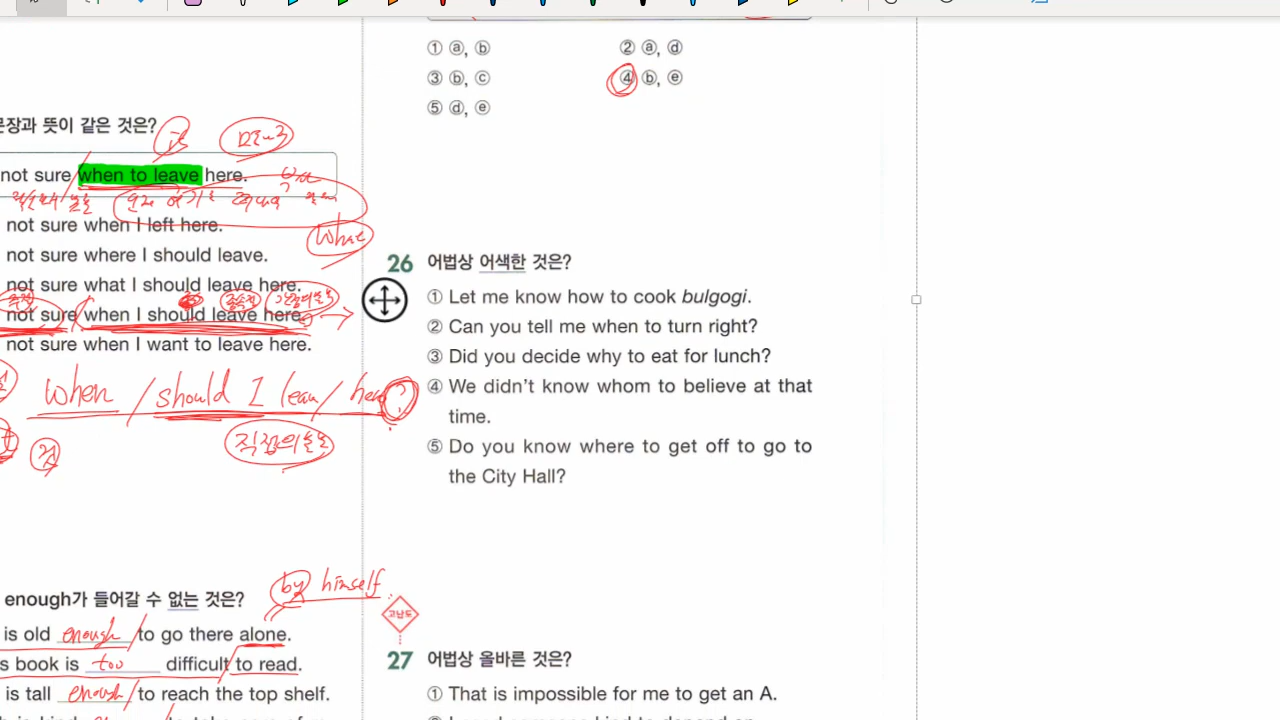 문장과 뜻이 같은 것은?
not sure when to leave here.
not sure when I left here.
what
not sure where I should leave.
not sure what I should leave here.
not sure when I should leave here.
not sure when I want to leave here.
when / should I leave / here?
직접의문문
enough가 들어갈 수 없는 것은?
by himself
is old enough / to go there alone.
s book is too difficult / to read.
is tall enough / to reach the top shelf.
① ⓐ, ⓑ ② ⓐ, ⓓ
③ ⓑ, ⓒ ④ ⓑ, ⓔ
⑤ ⓓ, ⓔ
26 어법상 어색한 것은?
① Let me know how to cook bulgogi.
② Can you tell me when to turn right?
③ Did you decide why to eat for lunch?
④ We didn't know whom to believe at that
time.
⑤ Do you know where to get off to go to
the City Hall?
고난도
27 어법상 올바른 것은?
① That is impossible for me to get an A.